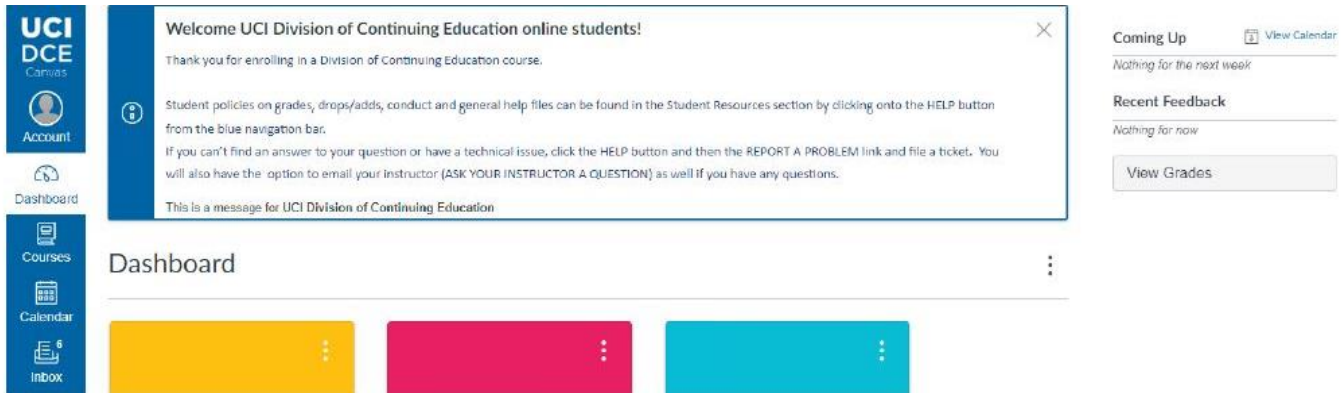 UCI
DCE
Canvas
Account
Dashboard
Courses
Calendar
6
Inbox
Welcome UCI Division of Continuing Education online students!
Thank you for enrolling in a Division of Continuing Education course.
Student policies on grades, drops/adds, conduct and general help files can be found in the Student Resources section by clicking onto the HELP button
from the blue navigation bar.
If you can't find an answer to your question or have a technical issue, click the HELP button and then the REPORT A PROBLEM link and file a ticket. You
will also have the option to email your instructor (ASK YOUR INSTRUCTOR A QUESTION) as well if you have any questions.
This is a message for UCI Division of Continuing Education
Dashboard
Coming Up
View Calendar
Nothing for the next week
Recent Feedback
Nothing for now
View Grades